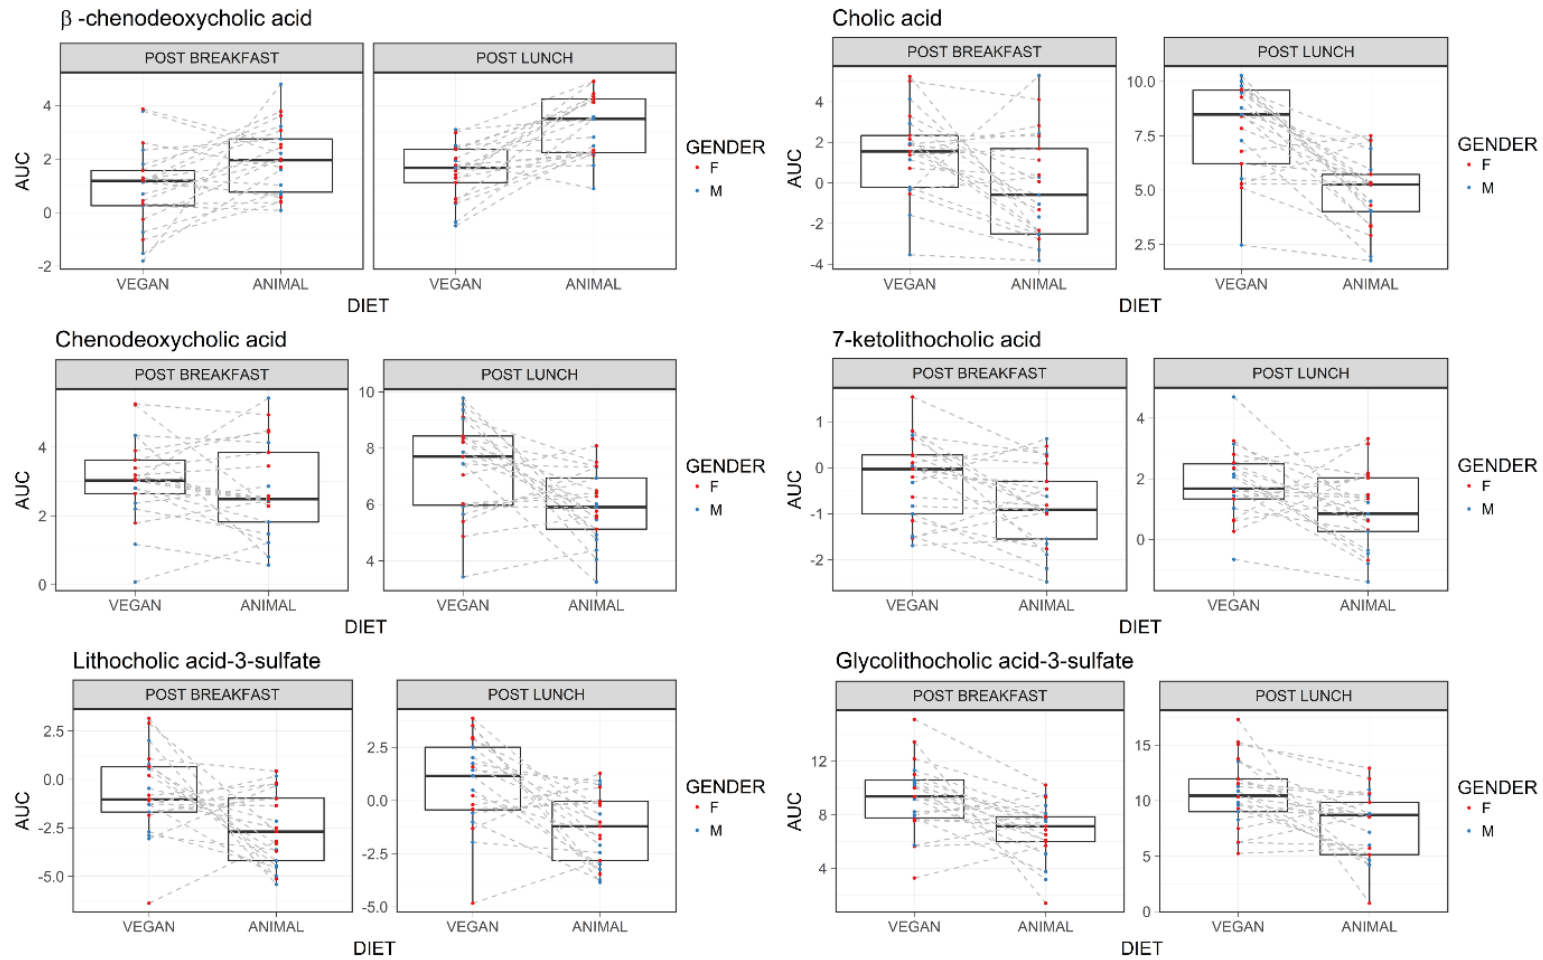 β -chenodeoxycholic acid
POST BREAKFAST
POST LUNCH
AUC
4
2
0
-2
VEGAN
ANIMAL
VEGAN
ANIMAL
DIET
GENDER
F
M
Cholic acid
POST BREAKFAST
POST LUNCH
AUC
4
2
0
-2
-4
10.0
7.5
5.0
2.5
VEGAN
ANIMAL
VEGAN
ANIMAL
DIET
GENDER
F
M
Chenodeoxycholic acid
POST BREAKFAST
POST LUNCH
AUC
4
2
0
10
8
6
4
VEGAN
ANIMAL
VEGAN
ANIMAL
DIET
GENDER
F
M
7-ketolithocholic acid
POST BREAKFAST
POST LUNCH
AUC
1
0
-1
-2
4
2
0
VEGAN
ANIMAL
VEGAN
ANIMAL
DIET
GENDER
F
M
Lithocholic acid-3-sulfate
POST BREAKFAST
POST LUNCH
AUC
2.5
0.0
-2.5
-5.0
2.5
0.0
-2.5
-5.0
VEGAN
ANIMAL
VEGAN
ANIMAL
DIET
GENDER
F
M
Glycolithocholic acid-3-sulfate
POST BREAKFAST
POST LUNCH
AUC
12
8
4
15
10
5
0
VEGAN
ANIMAL
VEGAN
ANIMAL
DIET
GENDER
F
M